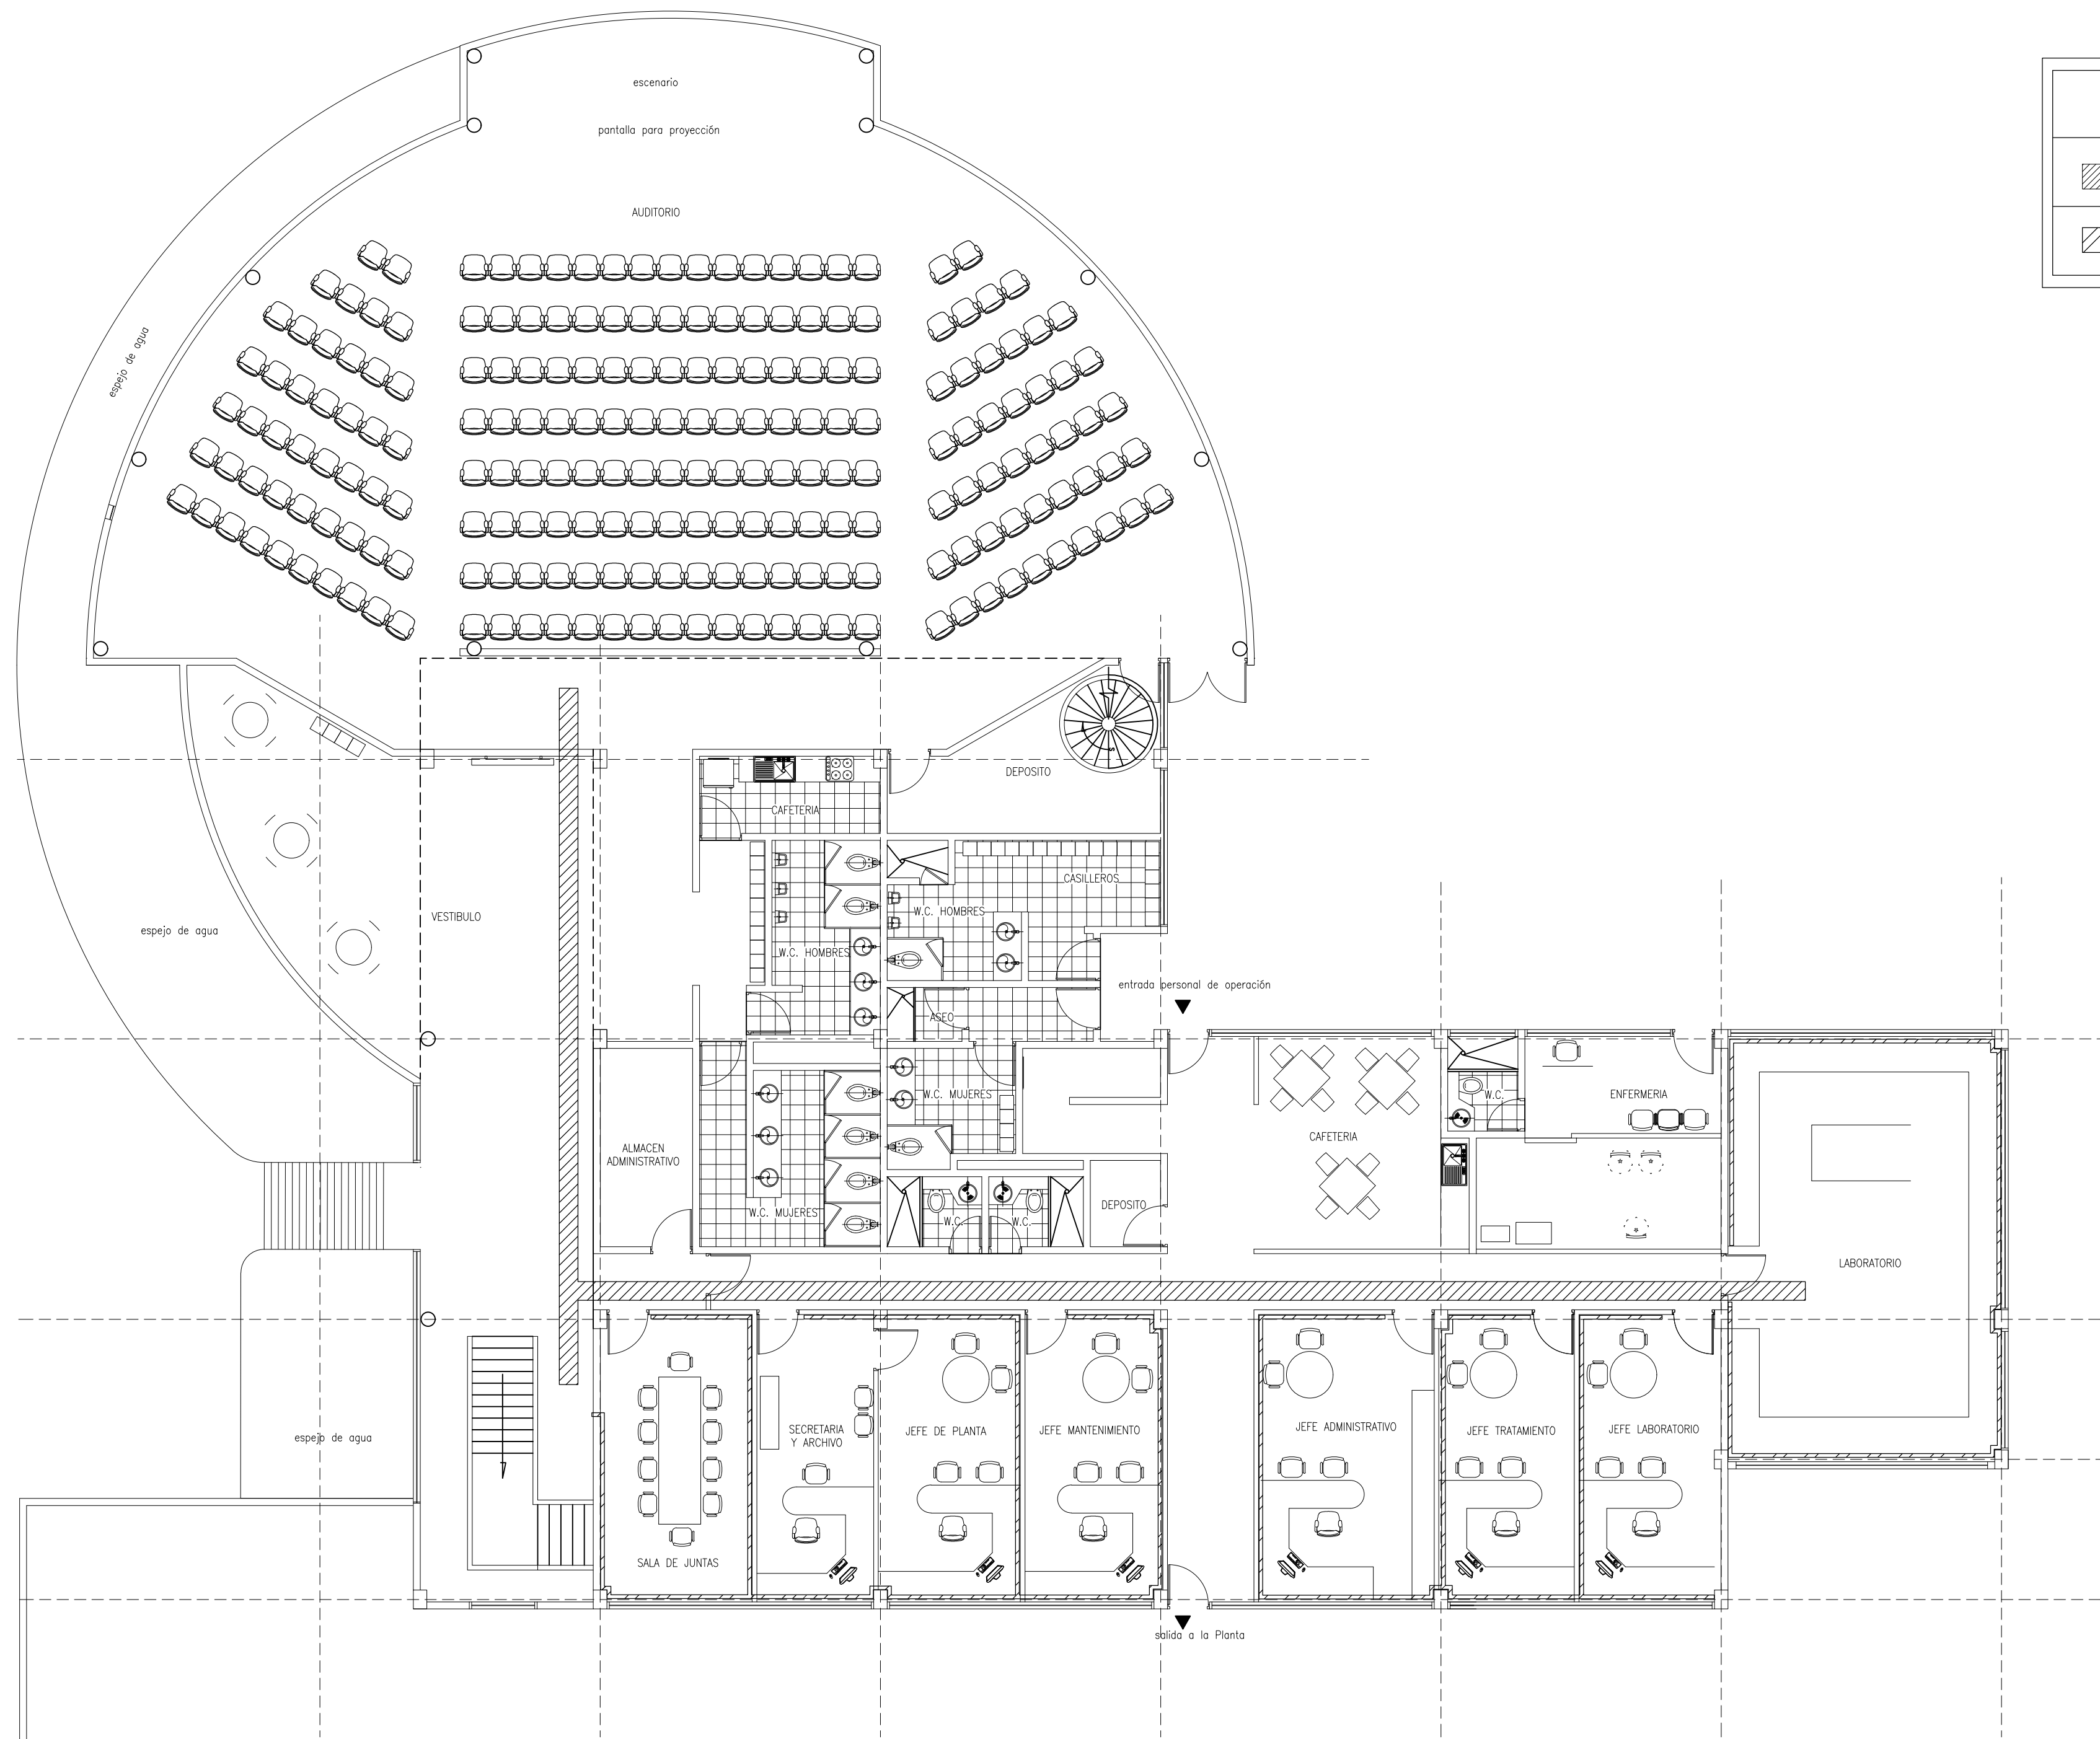 escenario
pantalla para proyección
AUDITORIO
espejo de agua
DEPOSITO
CAFETERIA
CASILLEROS
W.C. HOMBRES
VESTIBULO
espejo de agua
W.C. HOMBRES
entrada personal de operación
ASEO
W.C. MUJERES
W.C.
ENFERMERIA
CAFETERIA
ALMACEN
ADMINISTRATIVO
DEPOSITO
W.C. MUJERES
W.C.
W.C.
LABORATORIO
espejo de agua
SECRETARIA
Y ARCHIVO
JEFE DE PLANTA
JEFE MANTENIMIENTO
JEFE ADMINISTRATIVO
JEFE TRATAMIENTO
JEFE LABORATORIO
SALA DE JUNTAS
salida a la Planta